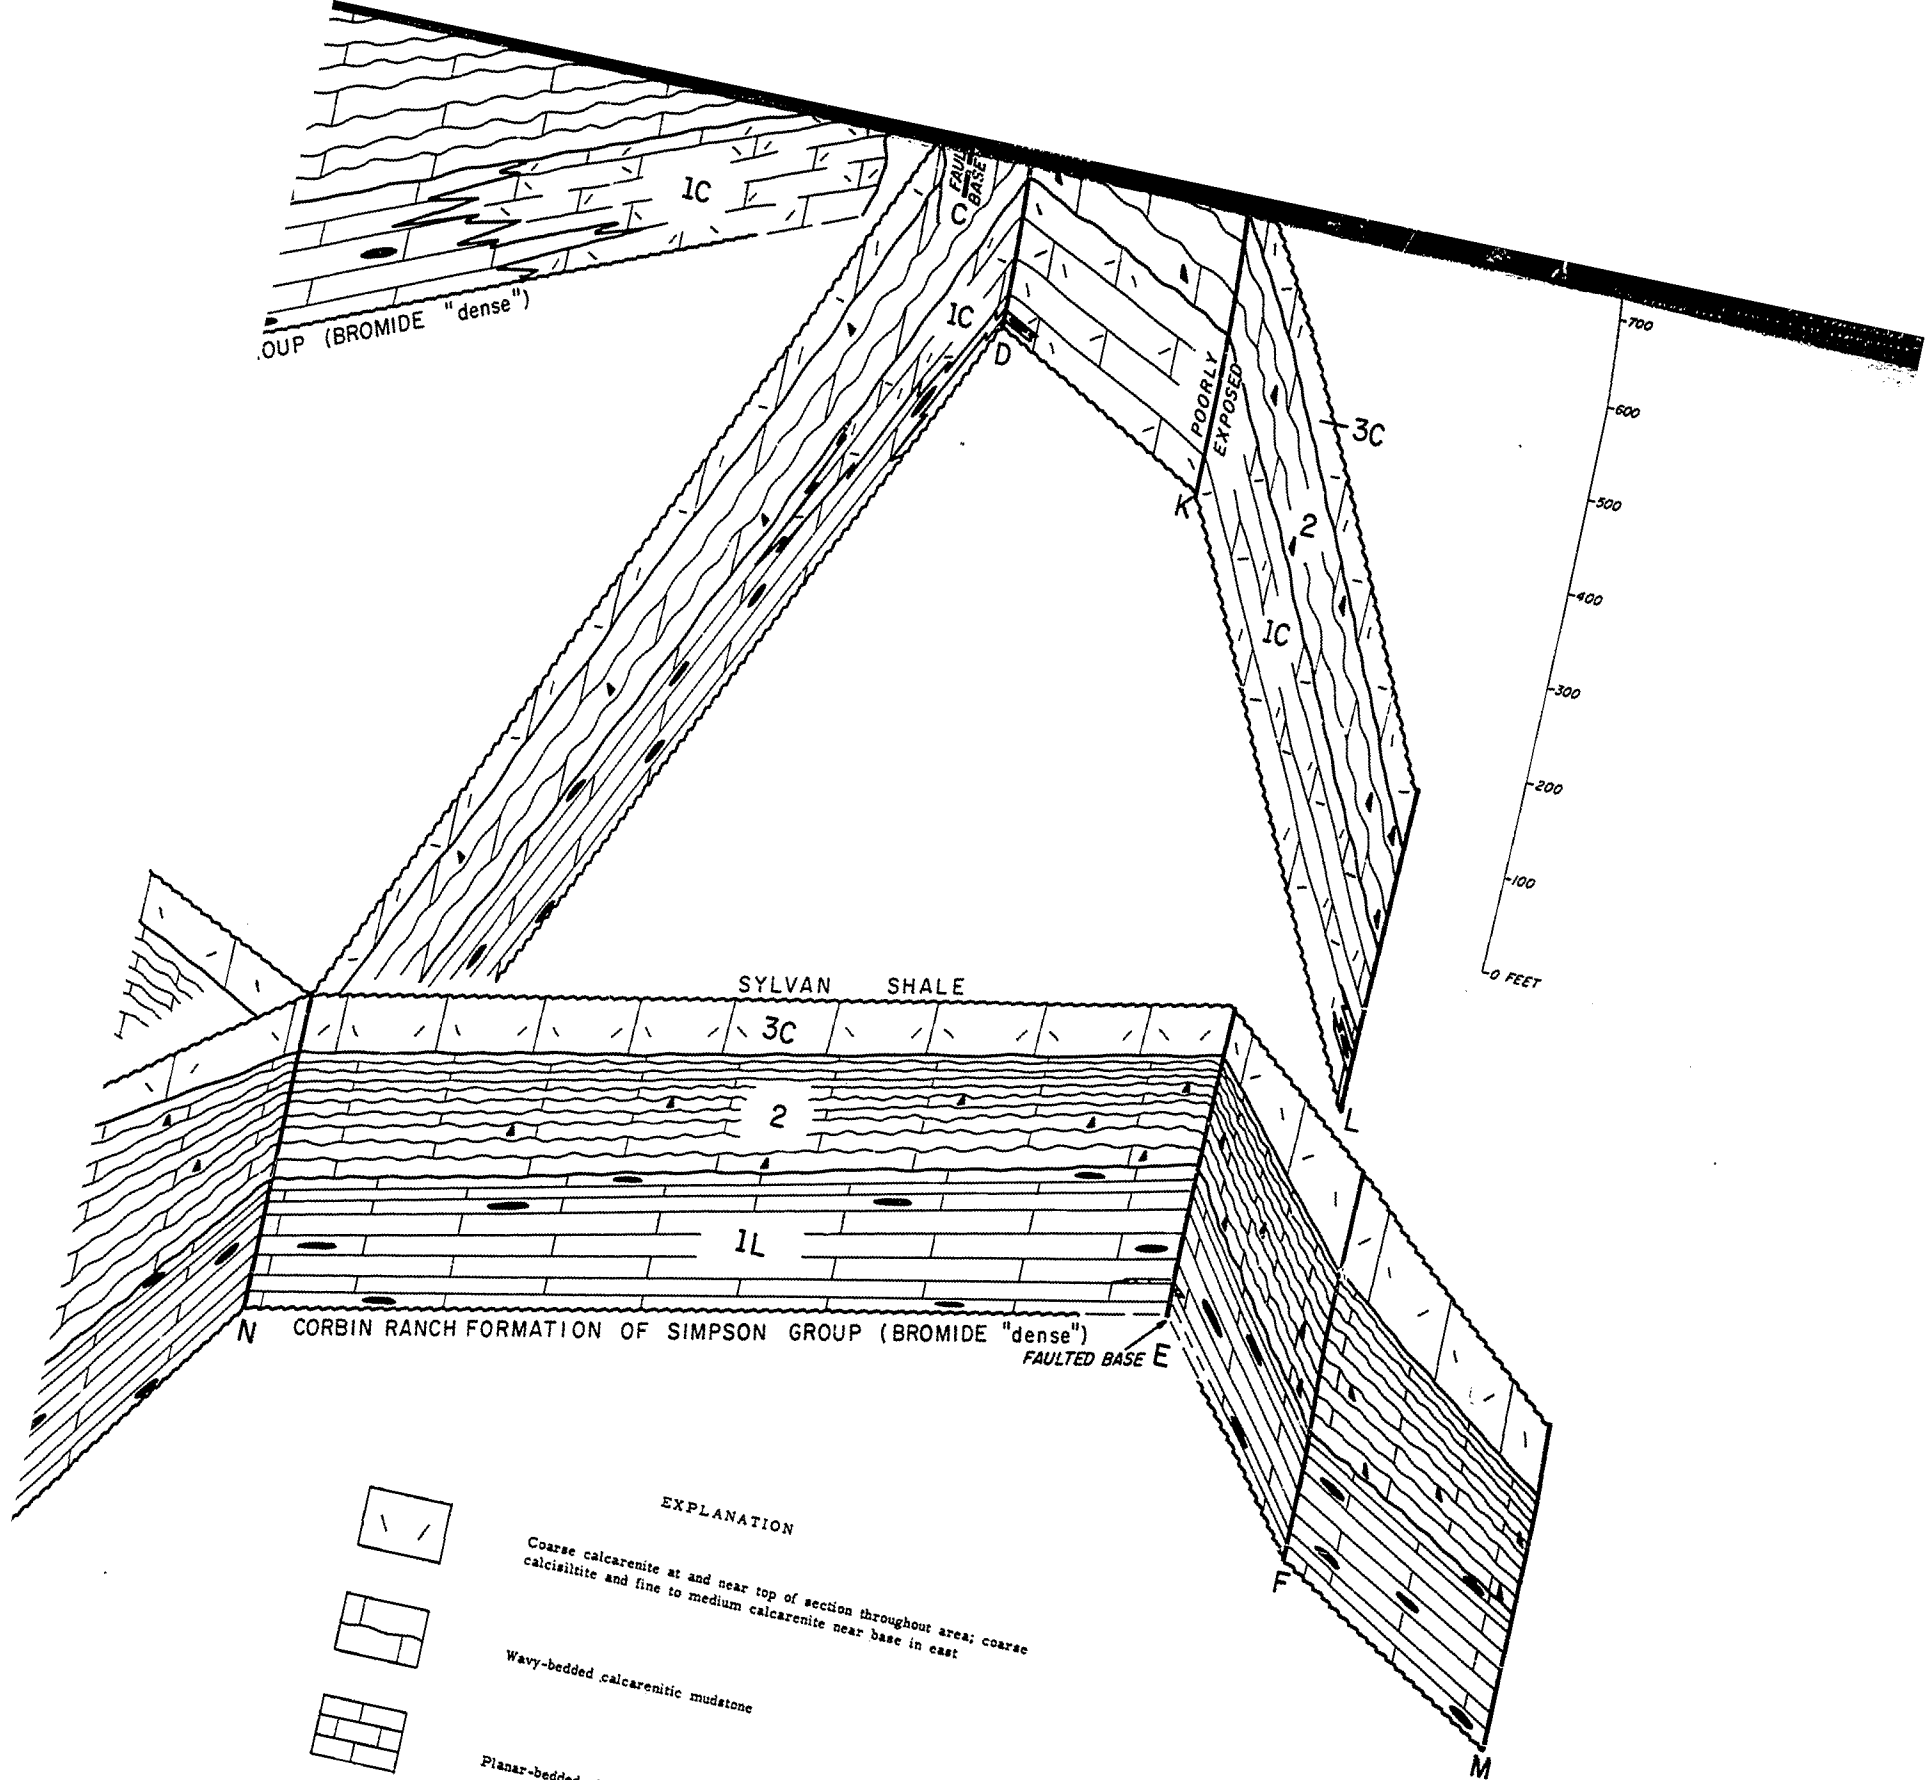 1C
FAUL
BASE
C
1C
D
POORLY
EXPOSED
K
3C
2
1C
L
700
600
500
400
300
200
100
0 FEET
OUP (BROMIDE "dense")
SYLVAN SHALE
3C
2
1L
N
CORBIN RANCH FORMATION OF SIMPSON GROUP (BROMIDE "dense")
FAULTED BASE E
F
M
EXPLANATION
Coarse calcarenite at and near top of section throughout area; coarse
calcisiltite and fine to medium calcarenite near base in east
Wavy-bedded calcarenitic mudstone
Planar-bedded